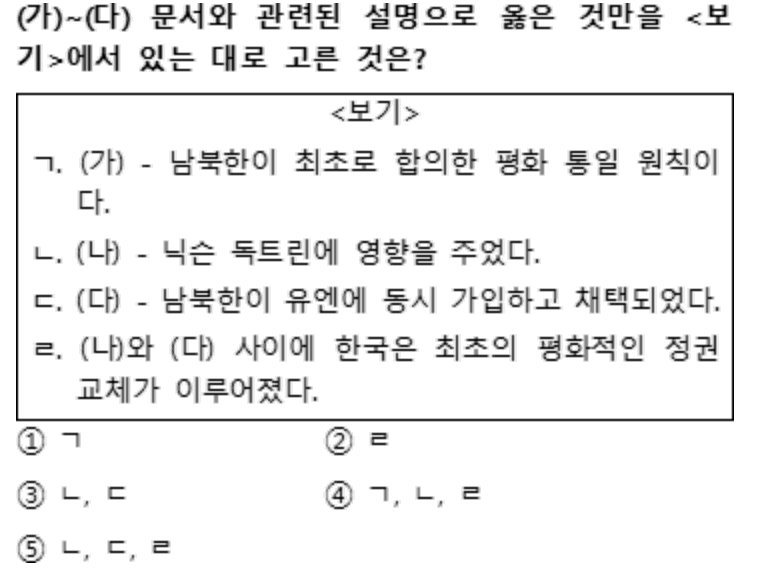 (가)~(다) 문서와 관련된 설명으로 옳은 것만을 <보
기>에서 있는 대로 고른 것은?
<보기>
ㄱ. (가) - 남북한이 최초로 합의한 평화 통일 원칙이
다.
ㄴ. (나) - 닉슨 독트린에 영향을 주었다.
ㄷ. (다) - 남북한이 유엔에 동시 가입하고 채택되었다.
ㄹ. (나)와 (다) 사이에 한국은 최초의 평화적인 정권
교체가 이루어졌다.
① ㄱ ② ㄹ
③ ㄴ, ㄷ ④ ㄱ, ㄴ, ㄹ
⑤ ㄴ, ㄷ, ㄹ